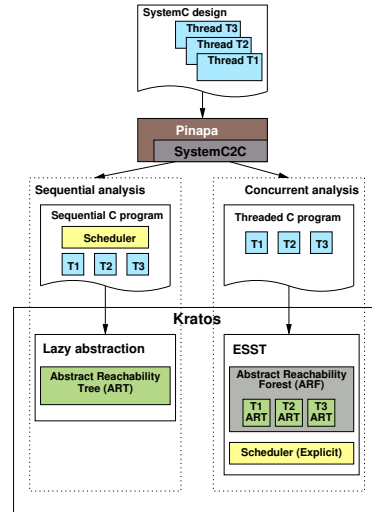 SystemC design
Thread T3
Thread T2
Thread T1
Pinapa
SystemC2C
Sequential analysis
Concurrent analysis
Sequential C program
Scheduler
T1 T2 T3
Threaded C program
T1 T2 T3
Kratos
Lazy abstraction
Abstract Reachability
Tree (ART)
ESST
Abstract Reachability
Forest (ARF)
T1 T2 T3
ART ART ART
Scheduler (Explicit)